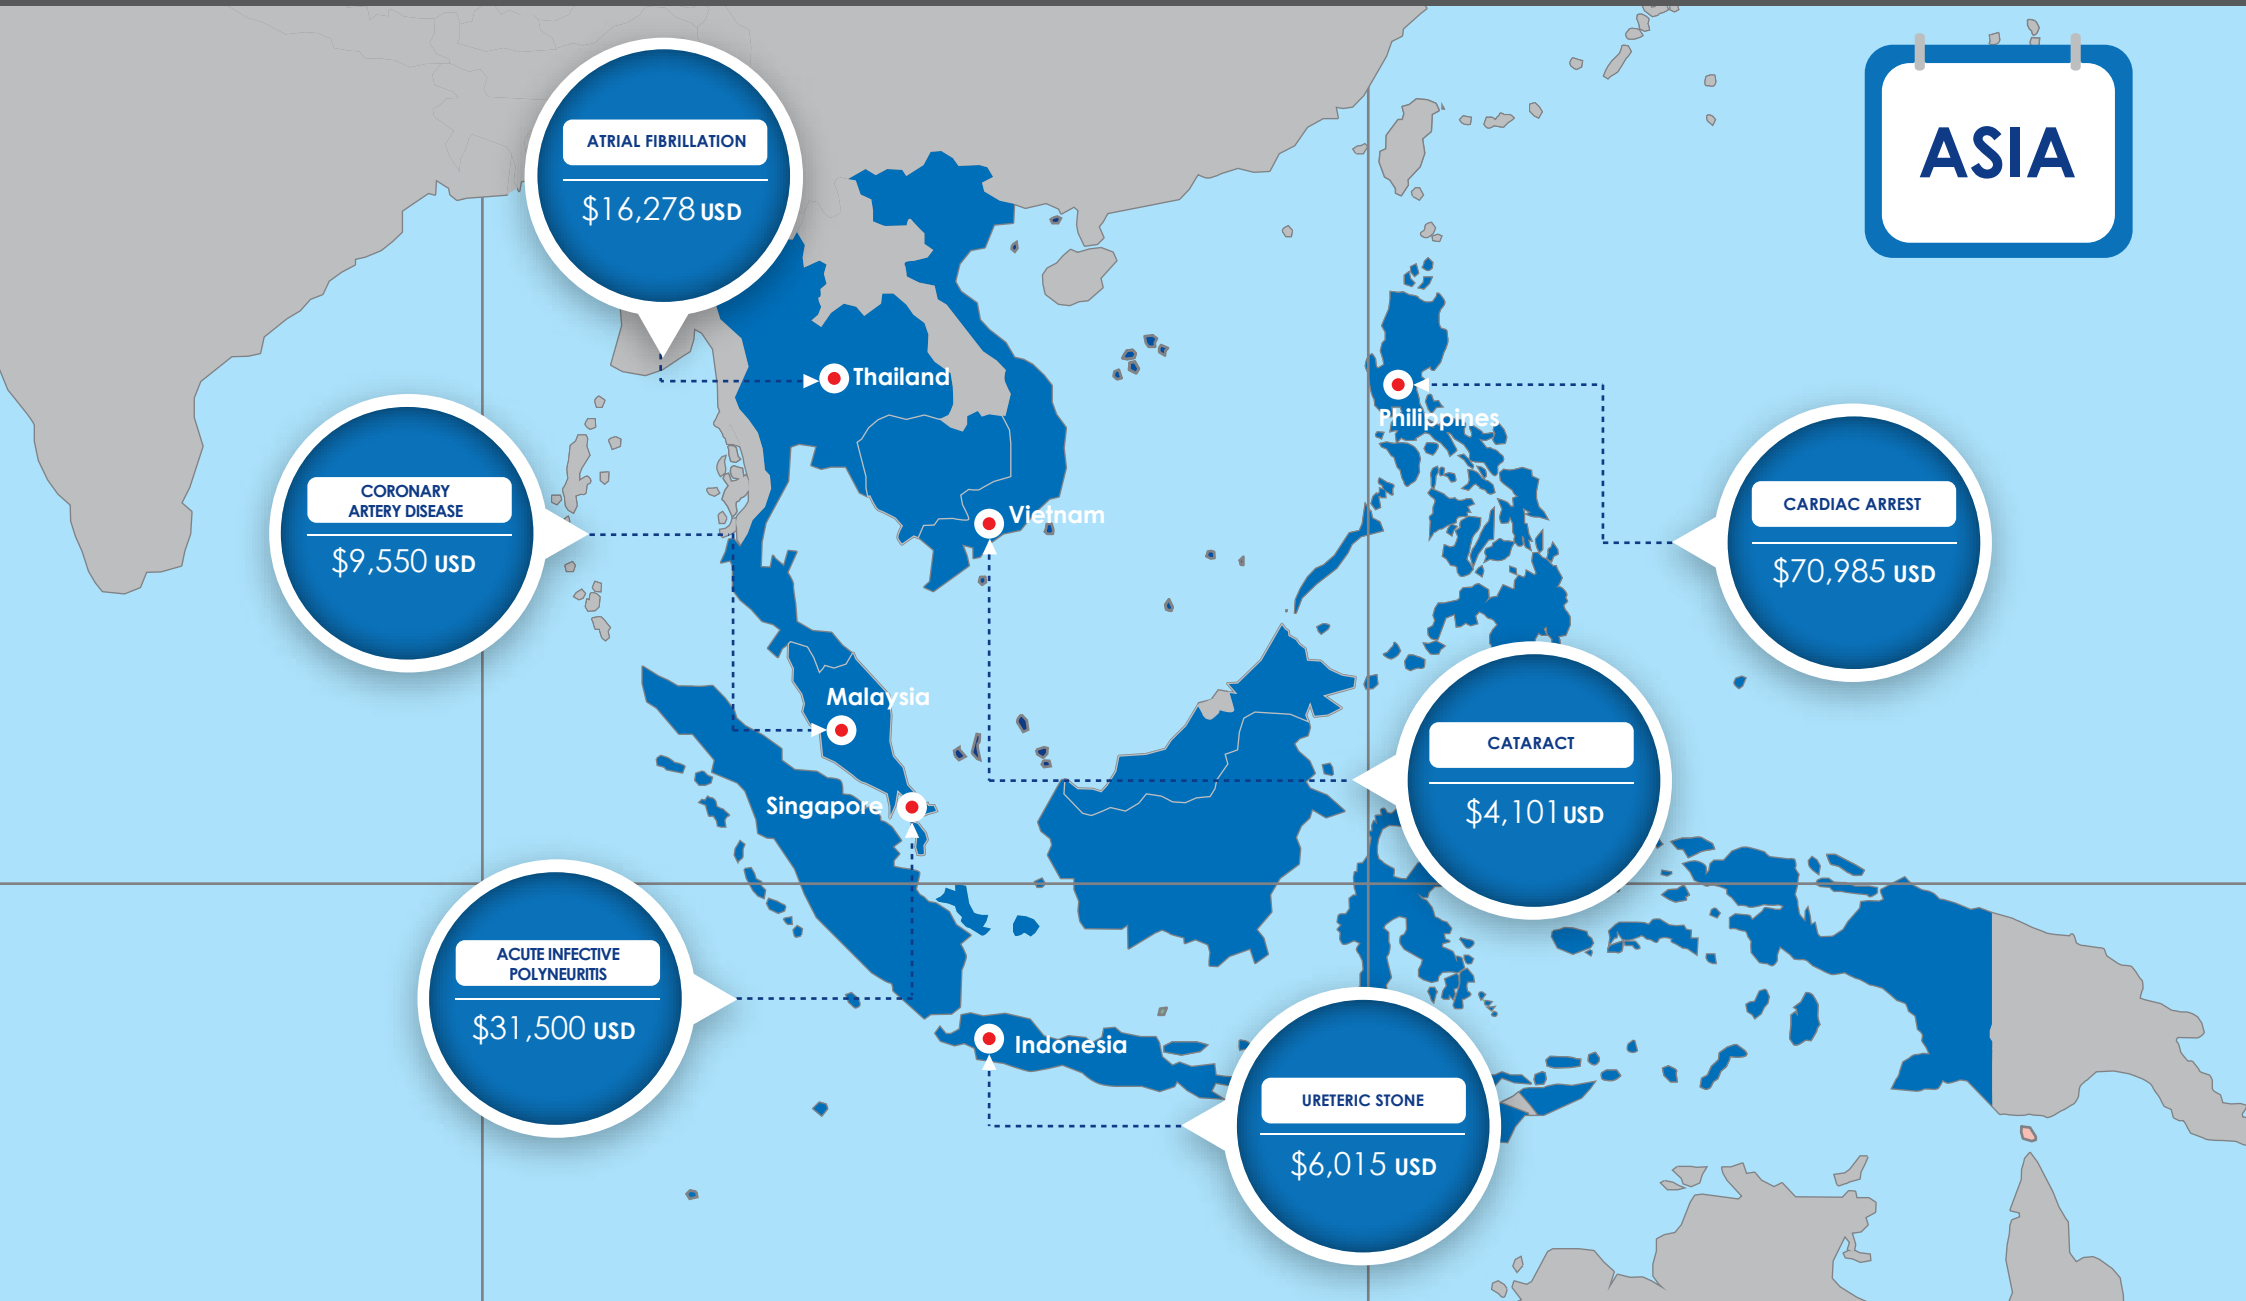 ASIA
ATRIAL FIBRILLATION
$16,278 USD
Thailand
CORONARY
ARTERY DISEASE
$9,550 USD
Philippines
CARDIAC ARREST
$70,985 USD
Vietnam
Malaysia
CATARACT
$4,101 USD
Singapore
ACUTE INFECTIVE
POLYNEURITIS
$31,500 USD
Indonesia
URETERIC STONE
$6,015 USD